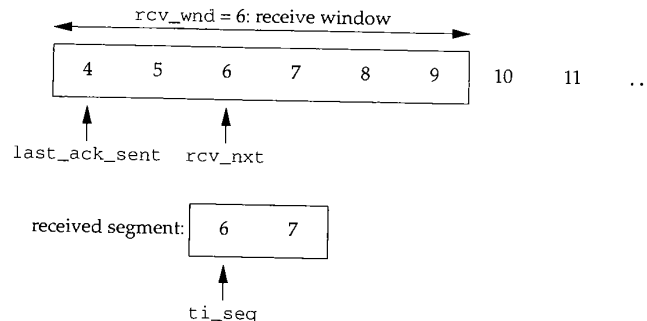 rcv_wnd = 6: receive window
4 5 6 7 8 9 10 11 ..
last_ack_sent rcv_nxt
received segment: 6 7
ti_seq